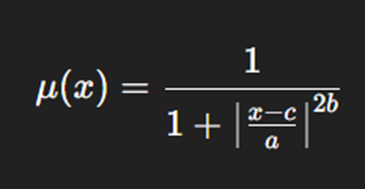 μ(x) = 1 / (1 + |(x−c)/a|^{2b})